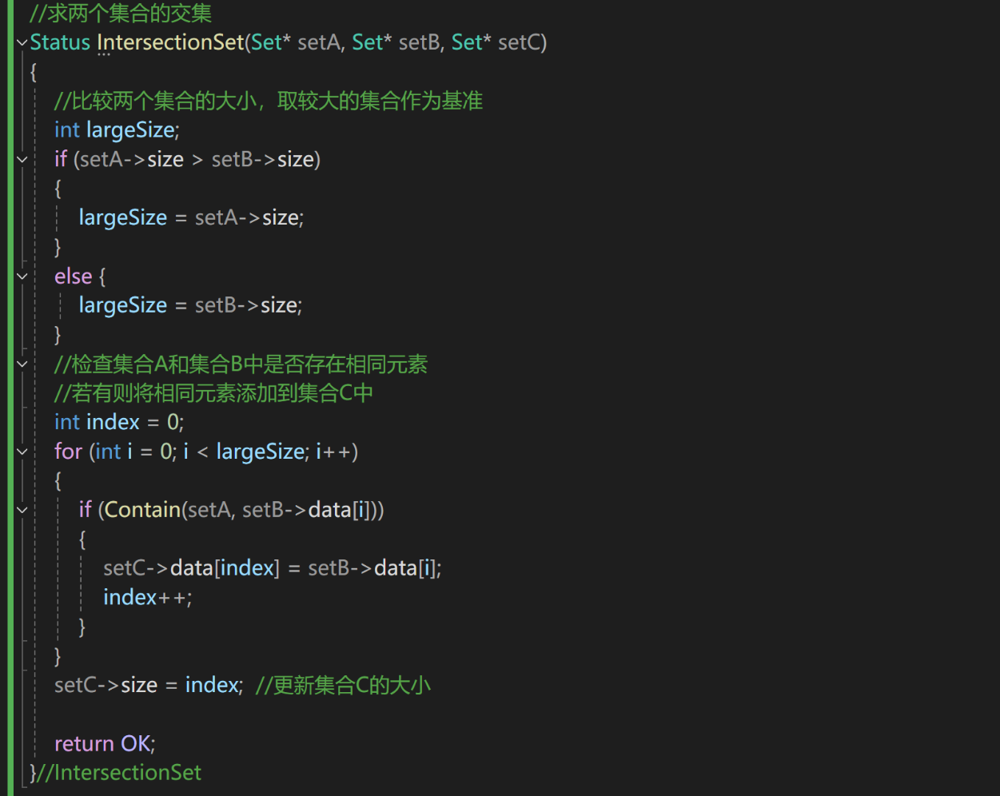 //求两个集合的交集
Status IntersectionSet(Set* setA, Set* setB, Set* setC)
{
//比较两个集合的大小，取较大的集合作为基准
int largeSize;
if (setA->size > setB->size)
{
largeSize = setA->size;
}
else {
largeSize = setB->size;
}
//检查集合A和集合B中是否存在相同元素
//若有则将相同元素添加到集合C中
int index = 0;
for (int i = 0; i < largeSize; i++)
{
if (Contain(setA, setB->data[i]))
{
setC->data[index] = setB->data[i];
index++;
}
}
setC->size = index; //更新集合C的大小
return OK;
}//IntersectionSet